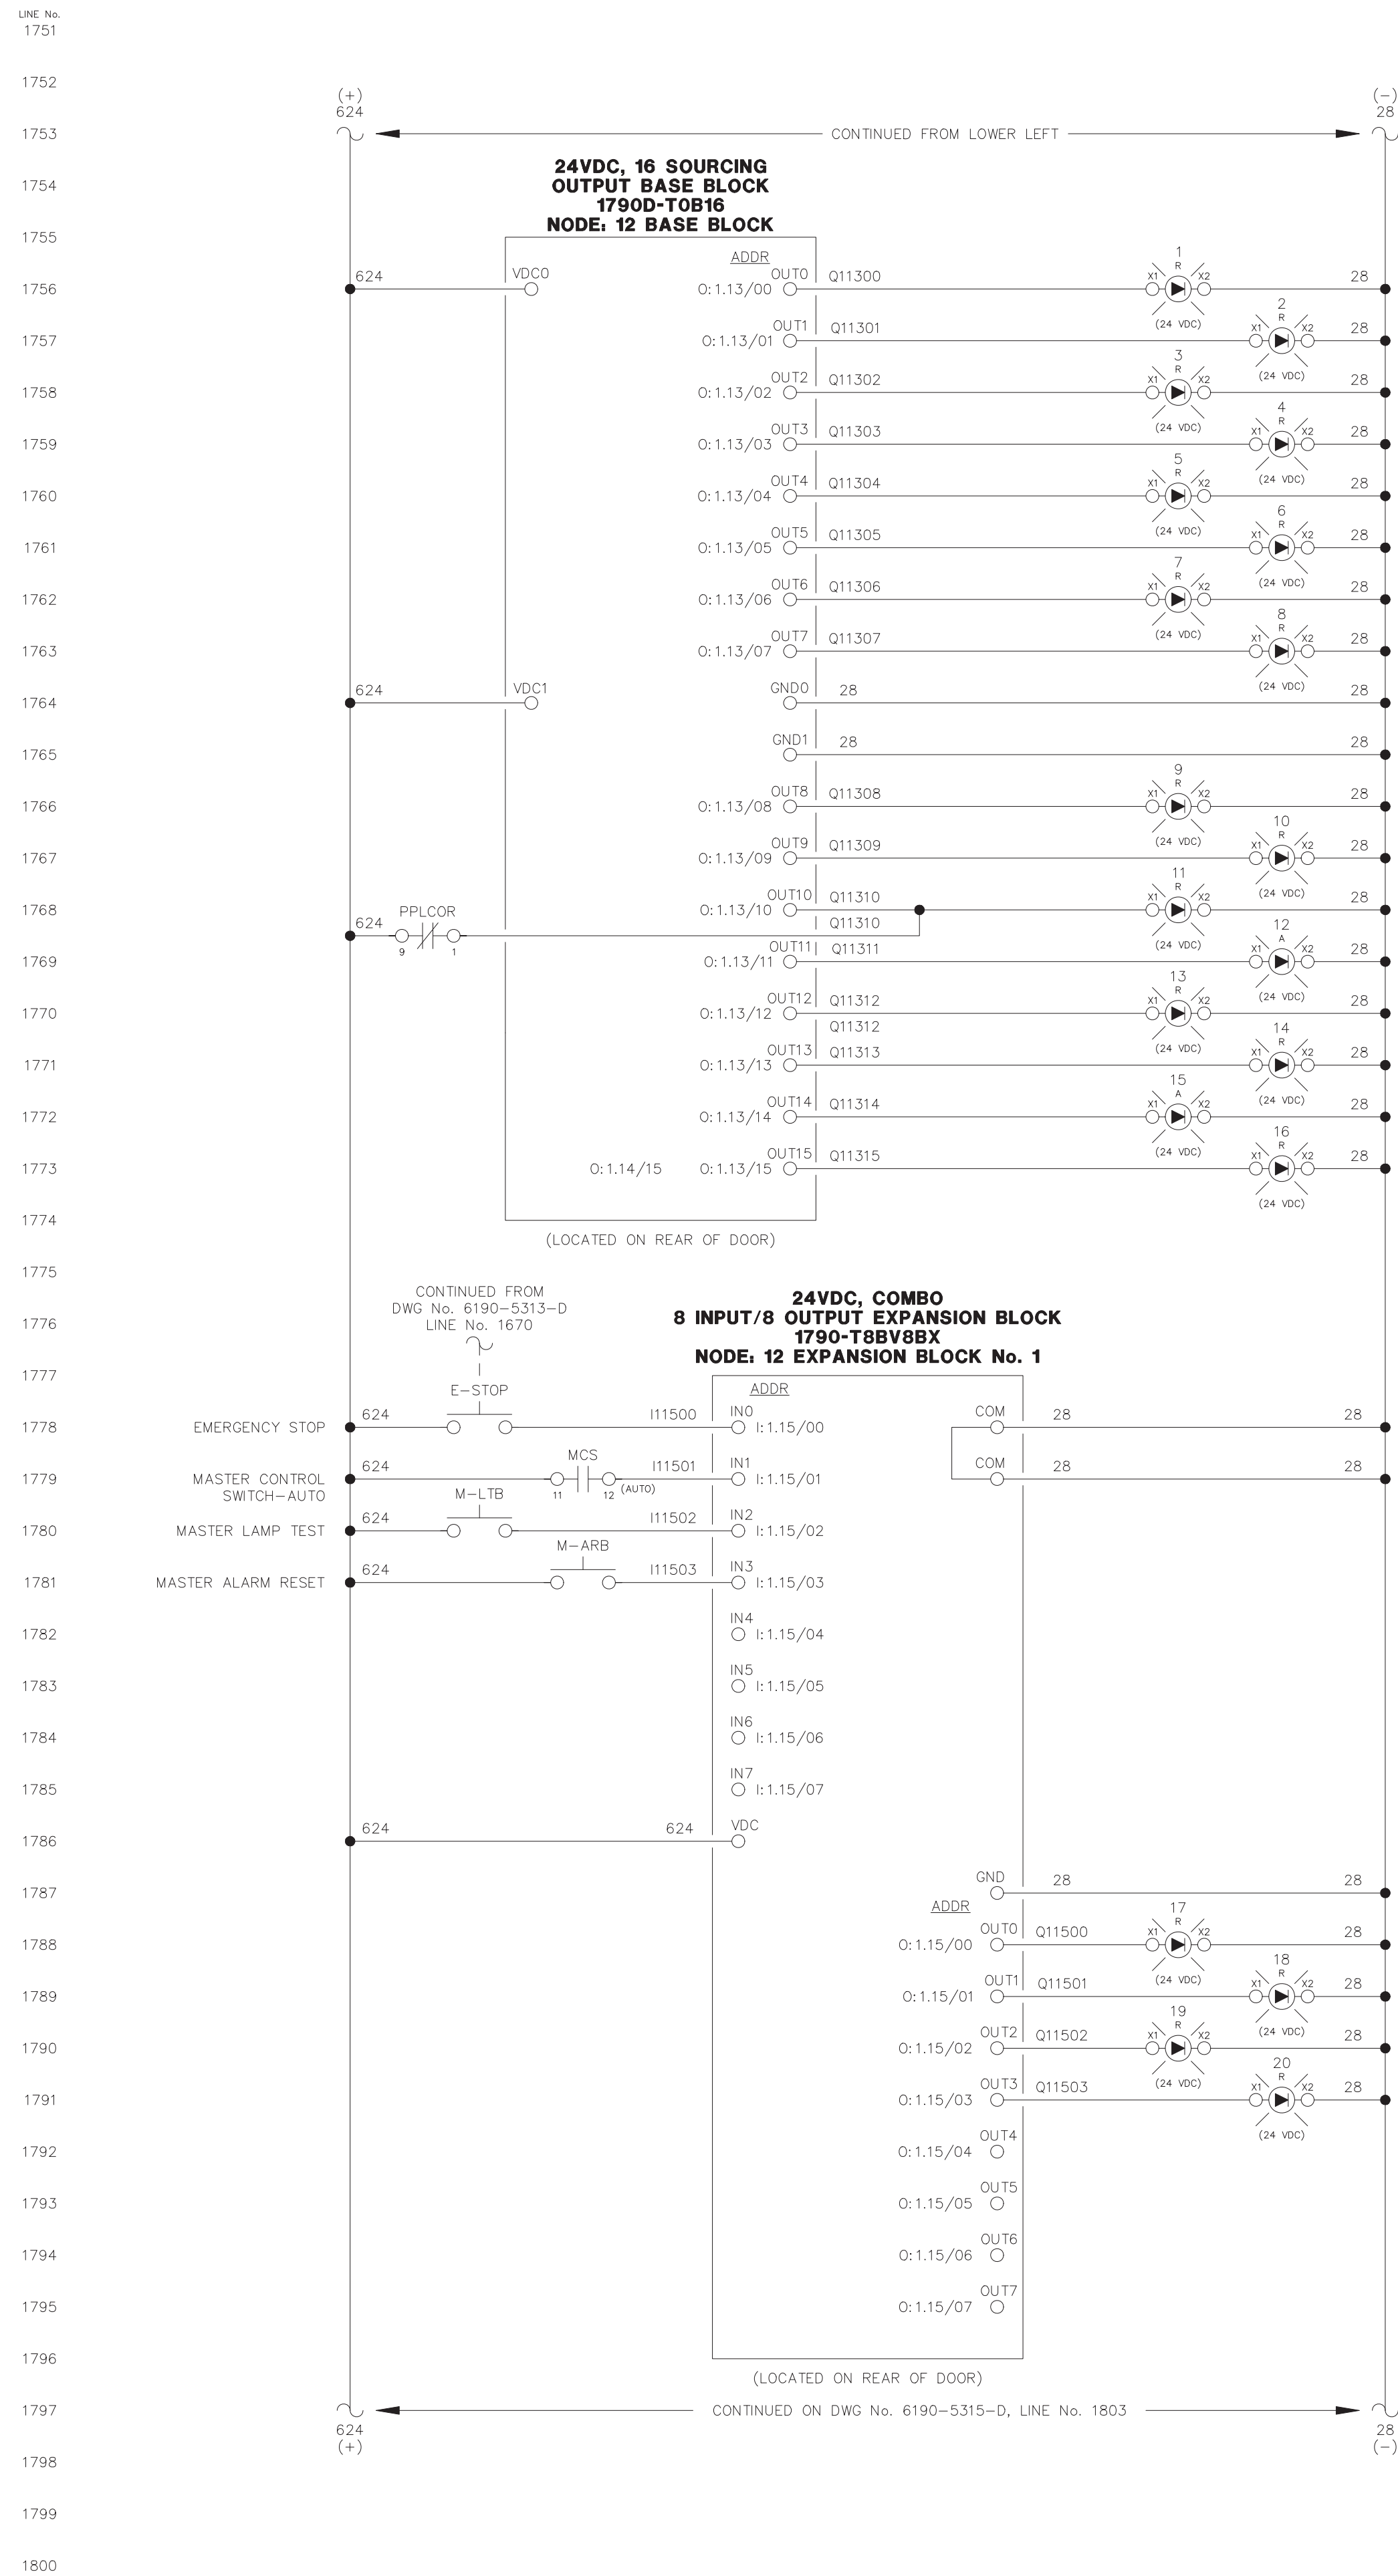 LINE No.
1751
1752
(+) (-)
624 28
1753 CONTINUED FROM LOWER LEFT
24VDC, 16 SOURCING
1754 OUTPUT BASE BLOCK
1790D-T0B16
NODE: 12 BASE BLOCK
1755
ADDR
1756 624 VDC0 O:1.13/00 OUT0 Q11300 1 R X1 X2 (24 VDC) 28
1757 O:1.13/01 OUT1 Q11301 2 R X1 X2 (24 VDC) 28
1758 O:1.13/02 OUT2 Q11302 3 R X1 X2 (24 VDC) 28
1759 O:1.13/03 OUT3 Q11303 4 R X1 X2 (24 VDC) 28
1760 O:1.13/04 OUT4 Q11304 5 R X1 X2 (24 VDC) 28
1761 O:1.13/05 OUT5 Q11305 6 R X1 X2 (24 VDC) 28
1762 O:1.13/06 OUT6 Q11306 7 R X1 X2 (24 VDC) 28
1763 O:1.13/07 OUT7 Q11307 8 R X1 X2 (24 VDC) 28
1764 624 VDC1 GND0 28 28
1765 GND1 28 28
1766 O:1.13/08 OUT8 Q11308 9 R X1 X2 (24 VDC) 28
1767 O:1.13/09 OUT9 Q11309 10 R X1 X2 (24 VDC) 28
1768 O:1.13/10 OUT10 Q11310 11 R X1 X2 (24 VDC) 28
624 PPLCOR 9 1 Q11310
1769 O:1.13/11 OUT11 Q11311 12 A X1 X2 (24 VDC) 28
1770 O:1.13/12 OUT12 Q11312 13 R X1 X2 (24 VDC) 28
Q11312
1771 O:1.13/13 OUT13 Q11313 14 R X1 X2 (24 VDC) 28
1772 O:1.13/14 OUT14 Q11314 15 A X1 X2 (24 VDC) 28
1773 O:1.14/15 O:1.13/15 OUT15 Q11315 16 R X1 X2 (24 VDC) 28
1774
(LOCATED ON REAR OF DOOR)
1775
CONTINUED FROM
DWG No. 6190-5313-D
LINE No. 1670
24VDC, COMBO
1776 8 INPUT/8 OUTPUT EXPANSION BLOCK
1790-T8BV8BX
NODE: 12 EXPANSION BLOCK No. 1
1777
ADDR
1778 EMERGENCY STOP 624 E-STOP I11500 IN0 I:1.15/00 COM 28 28
1779 MASTER CONTROL 624 MCS 11 12 (AUTO) I11501 IN1 I:1.15/01 COM 28 28
SWITCH-AUTO
1780 MASTER LAMP TEST 624 M-LTB I11502 IN2 I:1.15/02
1781 MASTER ALARM RESET 624 M-ARB I11503 IN3 I:1.15/03
1782 IN4 I:1.15/04
1783 IN5 I:1.15/05
1784 IN6 I:1.15/06
1785 IN7 I:1.15/07
1786 624 624 VDC
1787 GND 28 28
ADDR
1788 O:1.15/00 OUT0 Q11500 17 R X1 X2 (24 VDC) 28
1789 O:1.15/01 OUT1 Q11501 18 R X1 X2 (24 VDC) 28
1790 O:1.15/02 OUT2 Q11502 19 R X1 X2 (24 VDC) 28
1791 O:1.15/03 OUT3 Q11503 20 R X1 X2 (24 VDC) 28
1792 O:1.15/04 OUT4
1793 O:1.15/05 OUT5
1794 O:1.15/06 OUT6
1795 O:1.15/07 OUT7
1796
(LOCATED ON REAR OF DOOR)
1797 CONTINUED ON DWG No. 6190-5315-D, LINE No. 1803
624 28
(+) (-)
1798
1799
1800